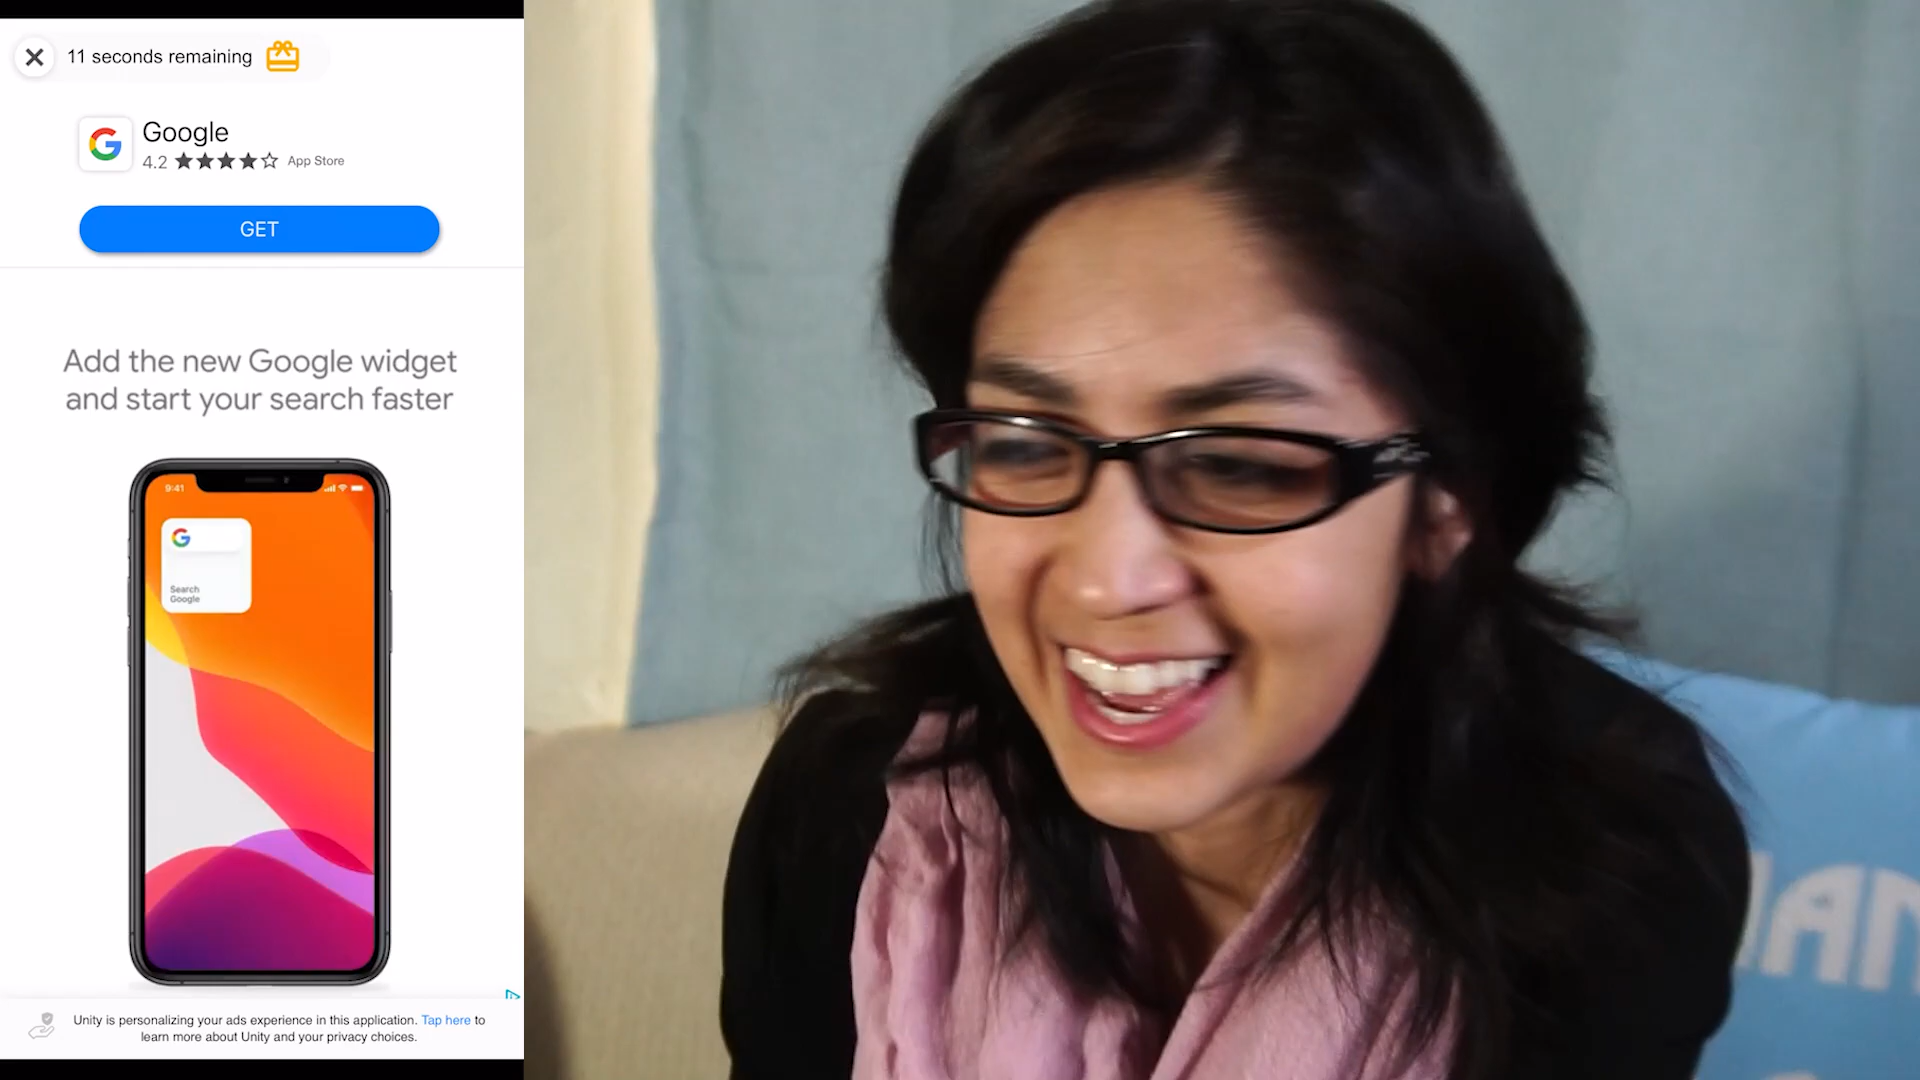 11 seconds remaining
Google
4.2 App Store
GET
Add the new Google widget
and start your search faster
9:41
Search
Google
Unity is personalizing your ads experience in this application. Tap here to
learn more about Unity and your privacy choices.
IAN